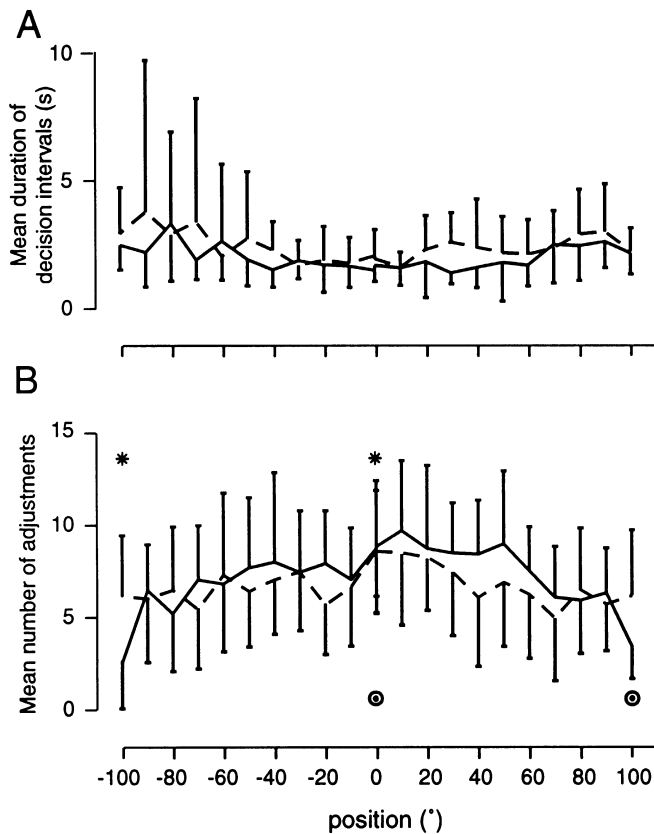 A
Mean duration of
decision intervals (s)
10
5
0
B
Mean number of adjustments
15
10
5
0
-100 -80 -60 -40 -20 0 20 40 60 80 100
position (°)